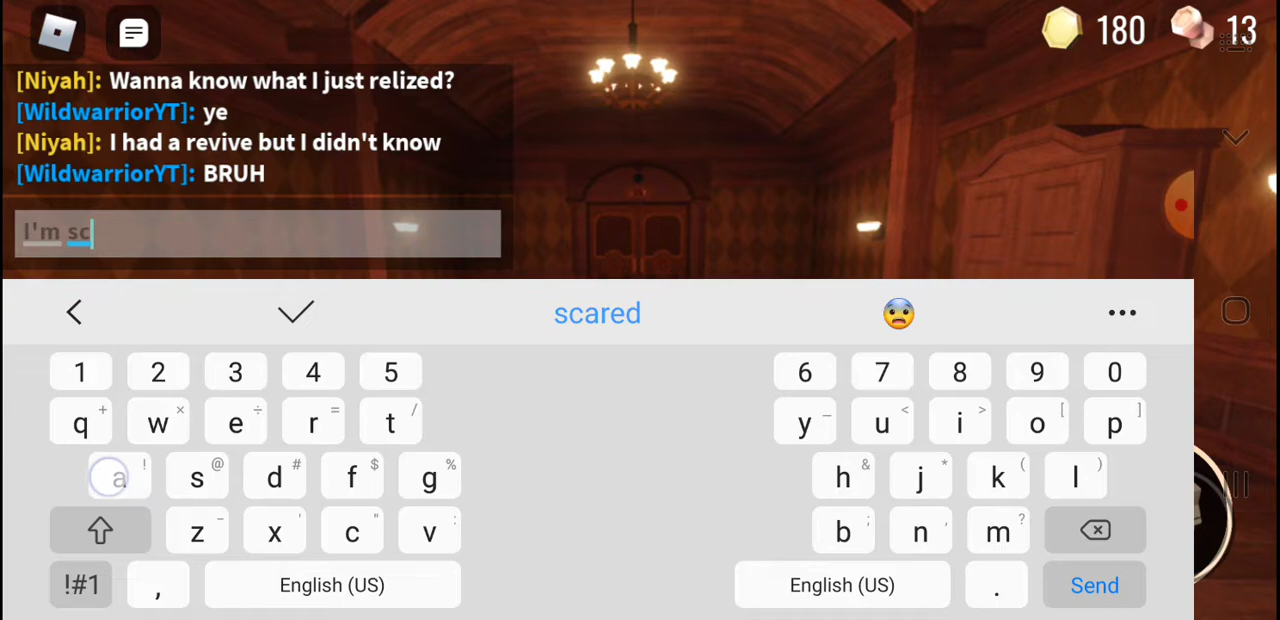 180
13
[Niyah]: Wanna know what I just relized?
[WildwarriorYT]: ye
[Niyah]: I had a revive but I didn't know
[WildwarriorYT]: BRUH
I'm sc
scared
1 2 3 4 5 6 7 8 9 0
q + w × e ÷ r = t / y _ u < i > o [ p ]
a ! s @ d # f $ g % h & j * k ( l )
z - x ' c " v : b ; n , m ?
!#1 , English (US) English (US) . Send